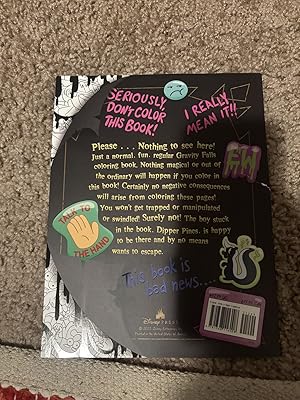 SERIOUSLY,
DON'T COLOR
THIS BOOK!
I REALLY
MEAN IT!!
Please . . . Nothing to see here!
Just a normal, fun, regular Gravity Falls
coloring book. Nothing magical or out of
the ordinary will happen if you color in
this book! Certainly no negative consequences
will arise from coloring these pages!
You won't get trapped or manipulated
or swindled! Surely not! The boy stuck
in the book, Dipper Pines, is happy
to be there and by no means
wants to escape.
TALK TO
THE HAND
This book is
bad news...
Disney PRESS